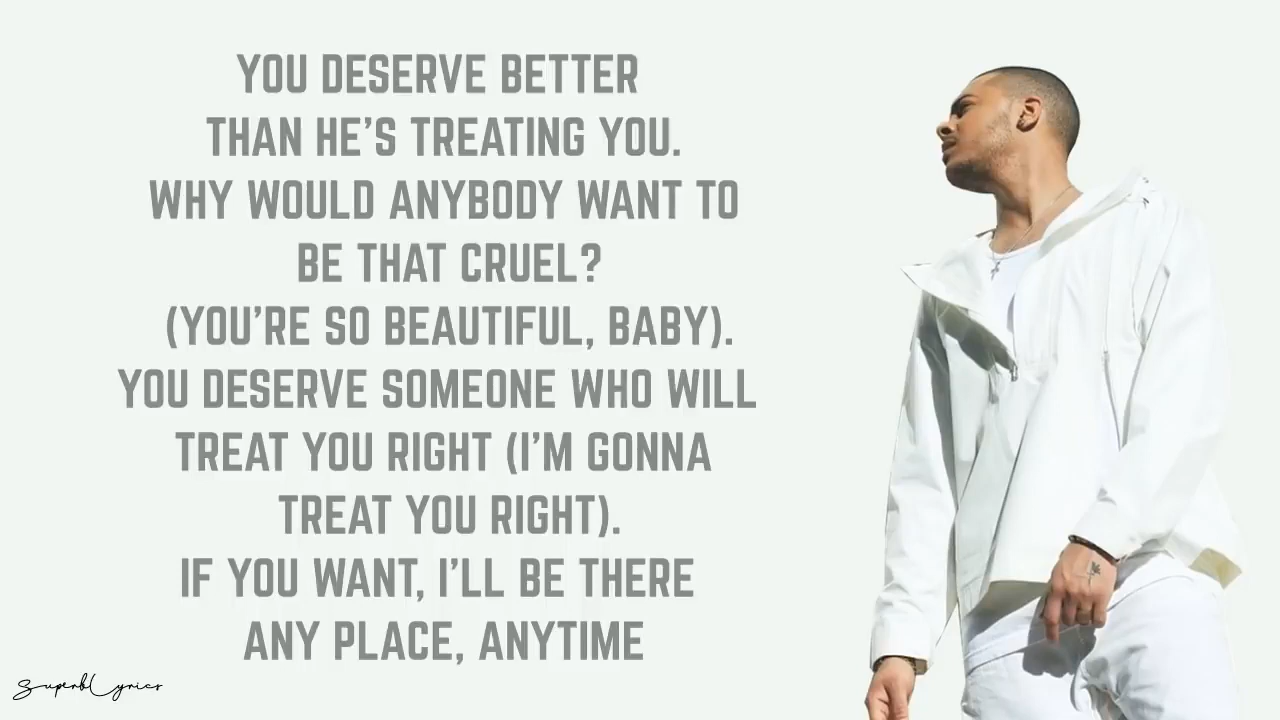 YOU DESERVE BETTER
THAN HE'S TREATING YOU.
WHY WOULD ANYBODY WANT TO
BE THAT CRUEL?
(YOU'RE SO BEAUTIFUL, BABY).
YOU DESERVE SOMEONE WHO WILL
TREAT YOU RIGHT (I'M GONNA
TREAT YOU RIGHT).
IF YOU WANT, I'LL BE THERE
ANY PLACE, ANYTIME
SuperbLyrics